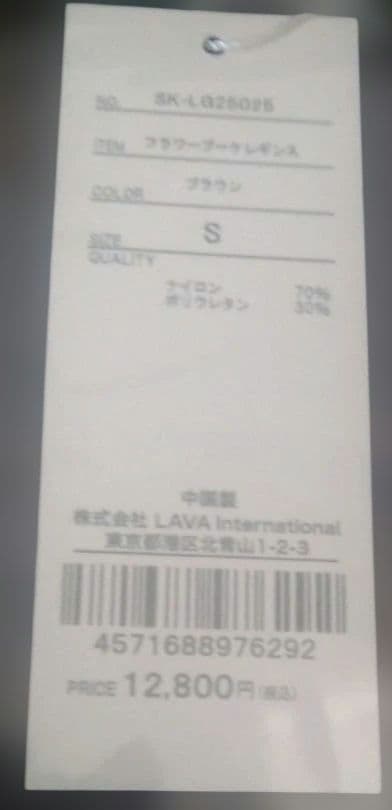 NO. SK-LG25025
ITEM フラワーブーケレギンス
COLOR ブラウン
SIZE S
QUALITY
ナイロン 70%
ポリウレタン 30%
中国製
株式会社 LAVA International
東京都港区北青山1-2-3
4571688976292
PRICE 12,800円(税込)